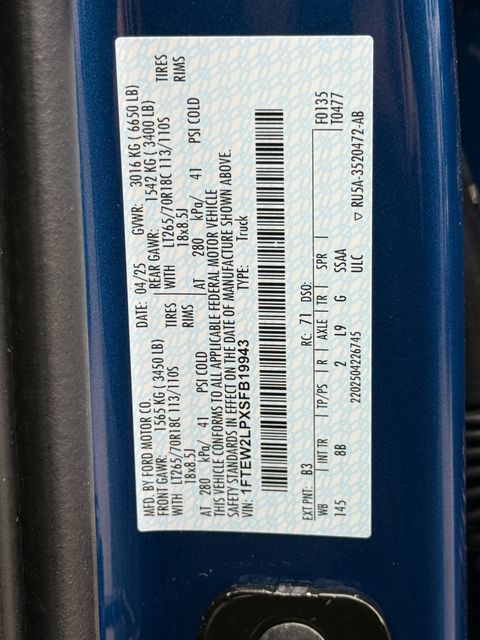 MFD. BY FORD MOTOR CO. DATE: 04/25 GVWR: 3016 KG ( 6650 LB)
FRONT GAWR: 1565 KG (3450 LB) REAR GAWR: 1542 KG ( 3400 LB)
WITH LT265/70R18C 113/110S TIRES WITH LT265/70R18C 113/110S TIRES
18x8.5J RIMS 18x8.5J RIMS
AT 280 kPa/ 41 PSI COLD AT 280 kPa/ 41 PSI COLD
THIS VEHICLE CONFORMS TO ALL APPLICABLE FEDERAL MOTOR VEHICLE
SAFETY STANDARDS IN EFFECT ON THE DATE OF MANUFACTURE SHOWN ABOVE.
VIN: 1FTEW2LPXSFB19943 TYPE: Truck
EXT PNT: B3 RC: 71 DSO: F0135
WB INT TR TP/PS R AXLE TR SPR T0477
145 8B 2 L9 G SSAA
2202504226745 ULC RU5A-3520472-AB